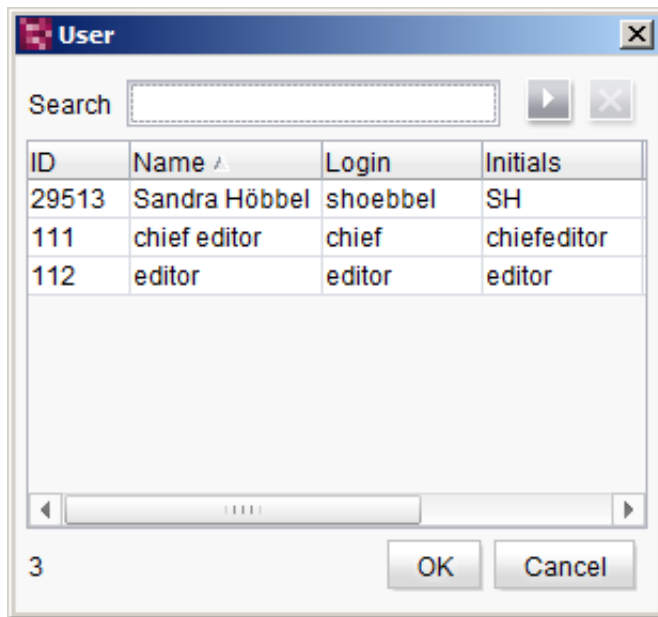 User
Search
ID Name Login Initials
29513 Sandra Höbbel shoebbel SH
111 chief editor chief chiefeditor
112 editor editor editor
3 OK Cancel